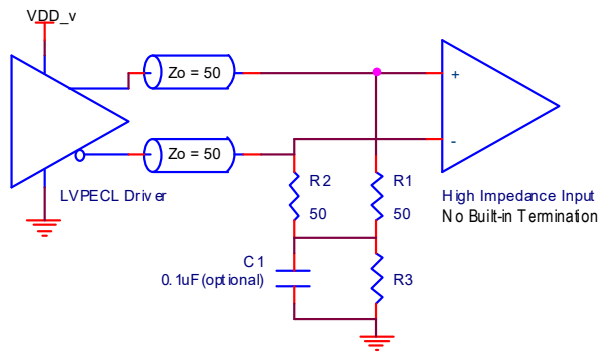 VDD_v
Zo = 50
+
Zo = 50
-
LVPECL Driver
R2
50
R1
50
High Impedance Input
No Built-in Termination
C1
0.1uF(optional)
R3